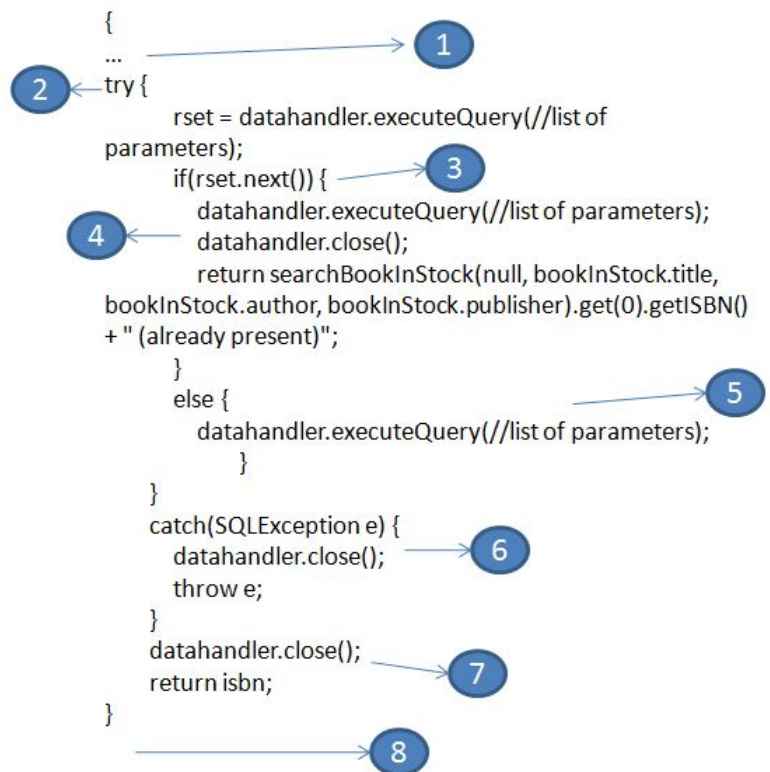 {
... 1
2 try {
rset = datahandler.executeQuery(//list of
parameters);
if(rset.next()) { 3
datahandler.executeQuery(//list of parameters);
4 datahandler.close();
return searchBookInStock(null, bookInStock.title,
bookInStock.author, bookInStock.publisher).get(0).getISBN()
+ " (already present)";
}
else { 5
datahandler.executeQuery(//list of parameters);
}
}
catch(SQLException e) {
datahandler.close(); 6
throw e;
}
datahandler.close();
7
return isbn;
}
8